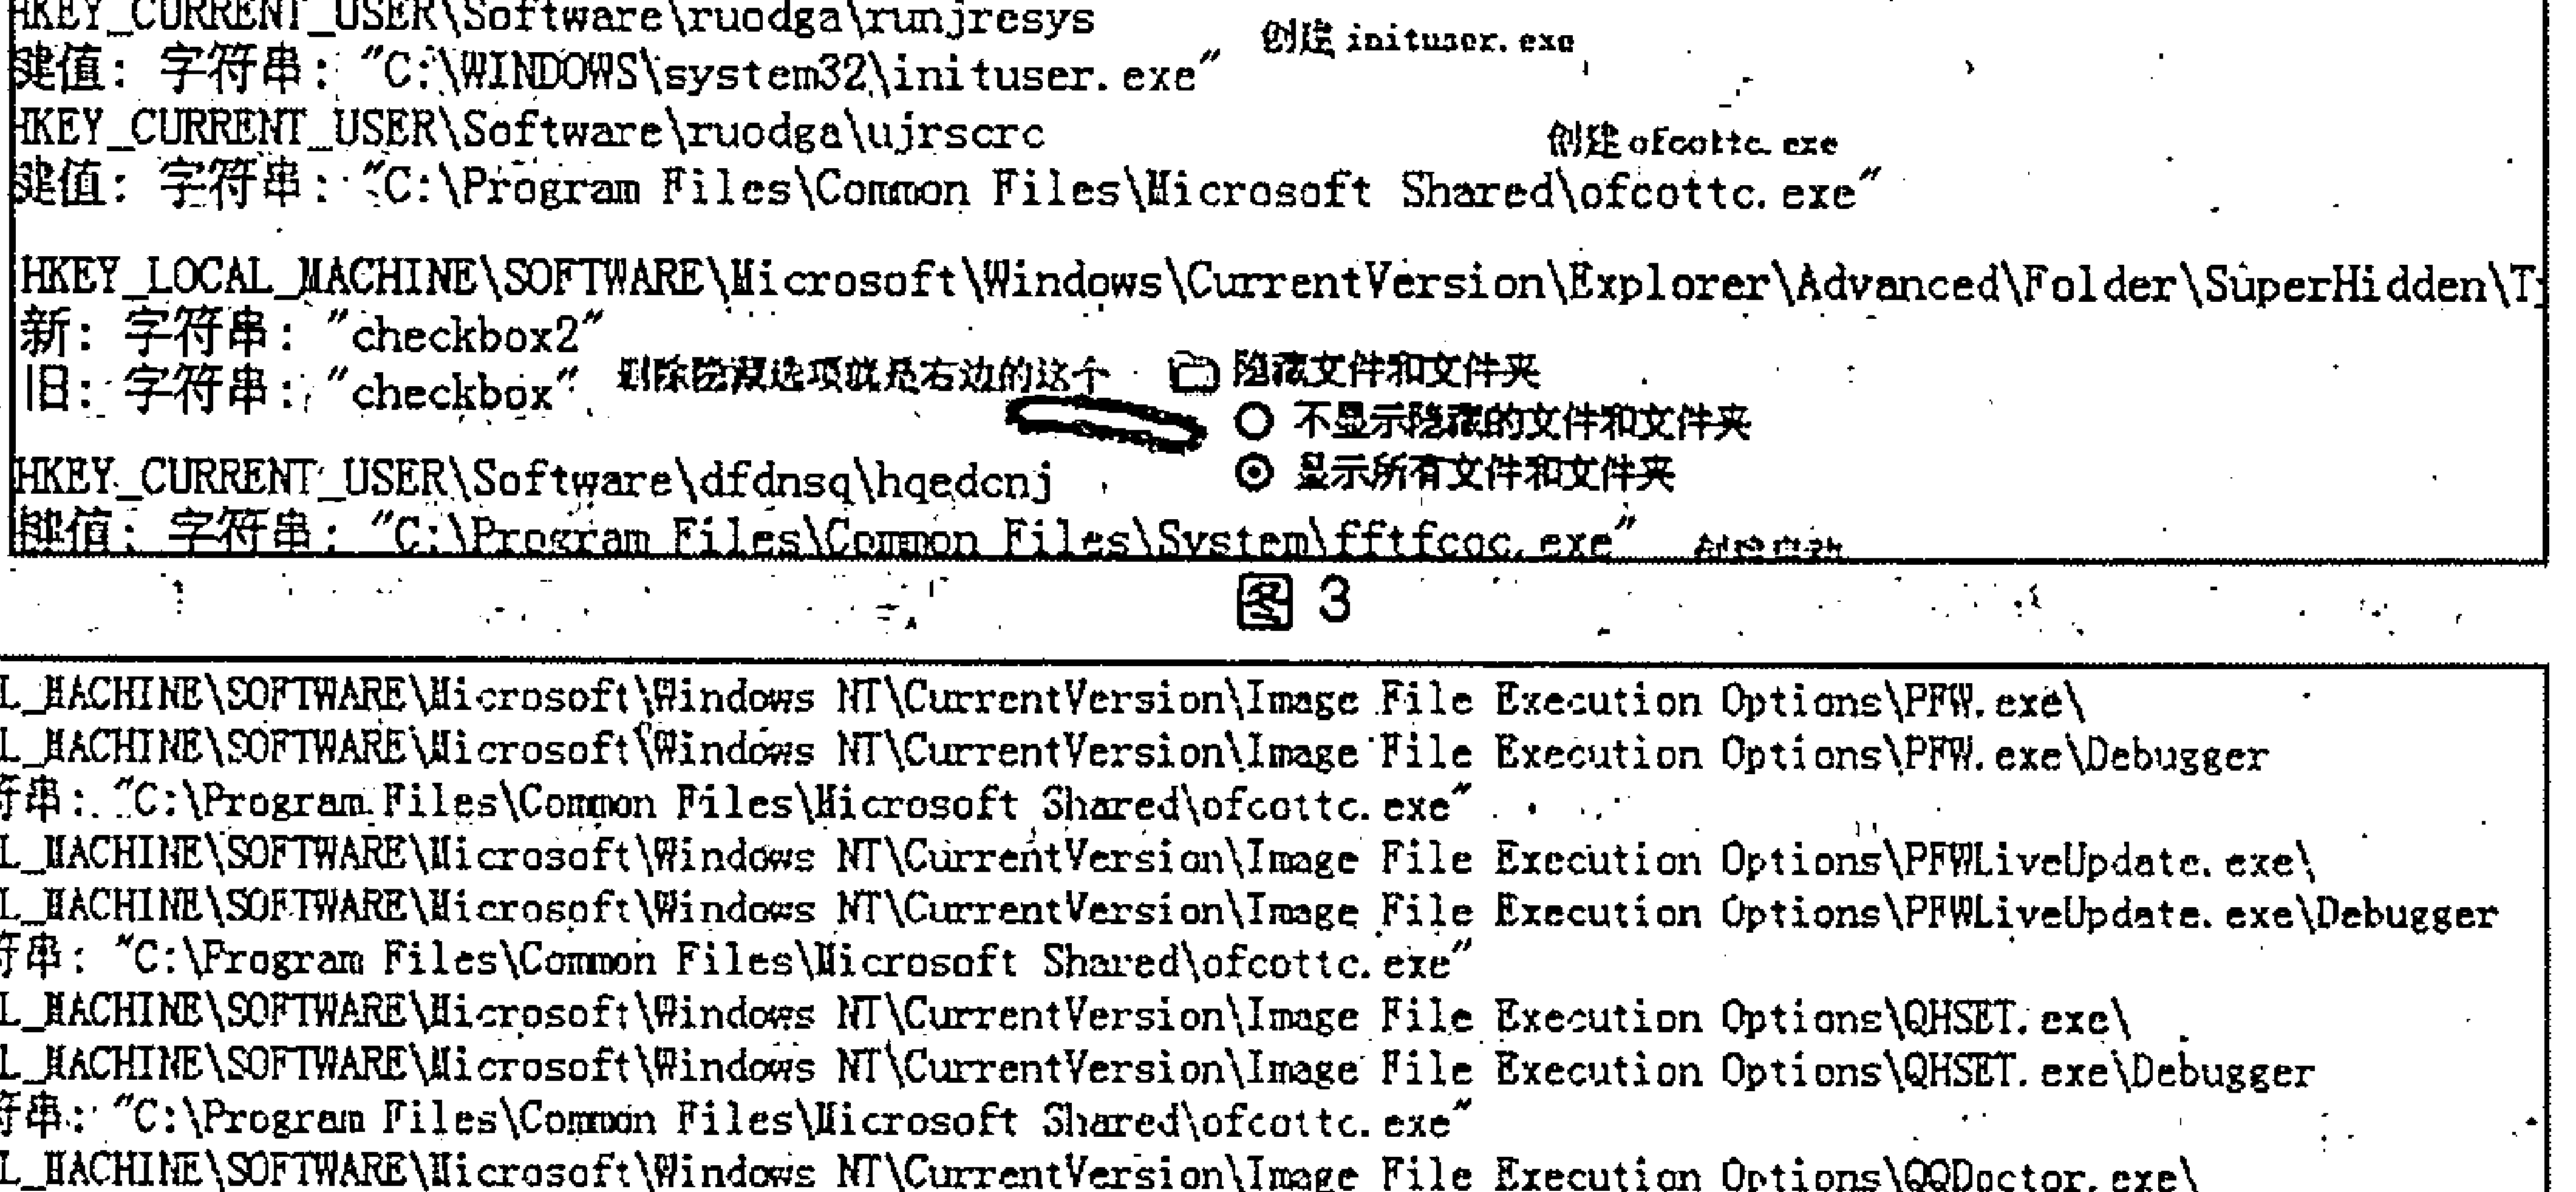 HKEY_CURRENT_USER\Software\ruodga\runjresys
创建 inituser.exe
键值: 字符串: "C:\WINDOWS\system32\inituser.exe"
HKEY_CURRENT_USER\Software\ruodga\ujrscrc
创建 ofcottc.exe
键值: 字符串: "C:\Program Files\Common Files\Microsoft Shared\ofcottc.exe"
HKEY_LOCAL_MACHINE\SOFTWARE\Microsoft\Windows\CurrentVersion\Explorer\Advanced\Folder\SuperHidden\Ty
新: 字符串: "checkbox2"
旧: 字符串: "checkbox"
删除隐藏选项就是右边的这个
隐藏文件和文件夹
不显示隐藏的文件和文件夹
显示所有文件和文件夹
HKEY_CURRENT_USER\Software\dfdnsq\hqedcnj
键值: 字符串: "C:\Program Files\Common Files\System\fftfcqc.exe"
图 3
L_MACHINE\SOFTWARE\Microsoft\Windows NT\CurrentVersion\Image File Execution Options\PFW.exe\
L_MACHINE\SOFTWARE\Microsoft\Windows NT\CurrentVersion\Image File Execution Options\PFW.exe\Debugger
符串: "C:\Program Files\Common Files\Microsoft Shared\ofcottc.exe"
L_MACHINE\SOFTWARE\Microsoft\Windows NT\CurrentVersion\Image File Execution Options\PFWLiveUpdate.exe\
L_MACHINE\SOFTWARE\Microsoft\Windows NT\CurrentVersion\Image File Execution Options\PFWLiveUpdate.exe\Debugger
符串: "C:\Program Files\Common Files\Microsoft Shared\ofcottc.exe"
L_MACHINE\SOFTWARE\Microsoft\Windows NT\CurrentVersion\Image File Execution Options\QHSET.exe\
L_MACHINE\SOFTWARE\Microsoft\Windows NT\CurrentVersion\Image File Execution Options\QHSET.exe\Debugger
符串: "C:\Program Files\Common Files\Microsoft Shared\ofcottc.exe"
L_MACHINE\SOFTWARE\Microsoft\Windows NT\CurrentVersion\Image File Execution Options\QQDoctor.exe\